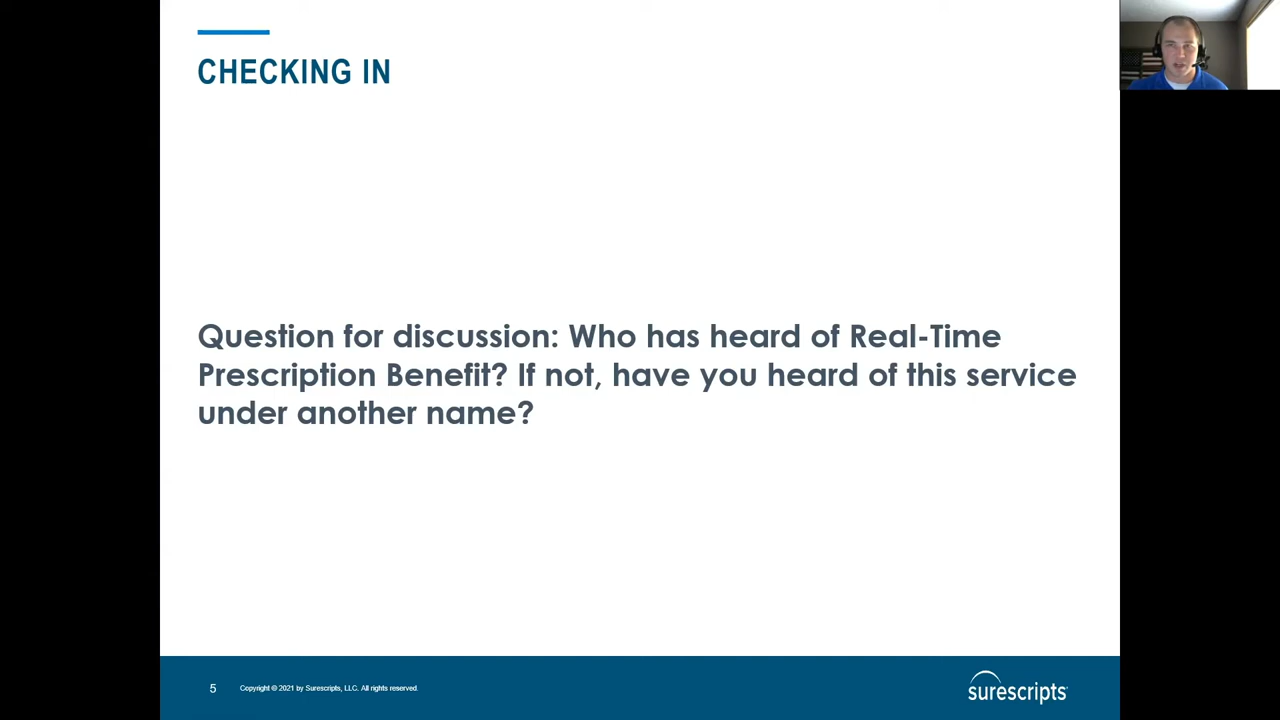 CHECKING IN
Question for discussion: Who has heard of Real-Time
Prescription Benefit? If not, have you heard of this service
under another name?
5
Copyright © 2021 by Surescripts, LLC. All rights reserved.
surescripts